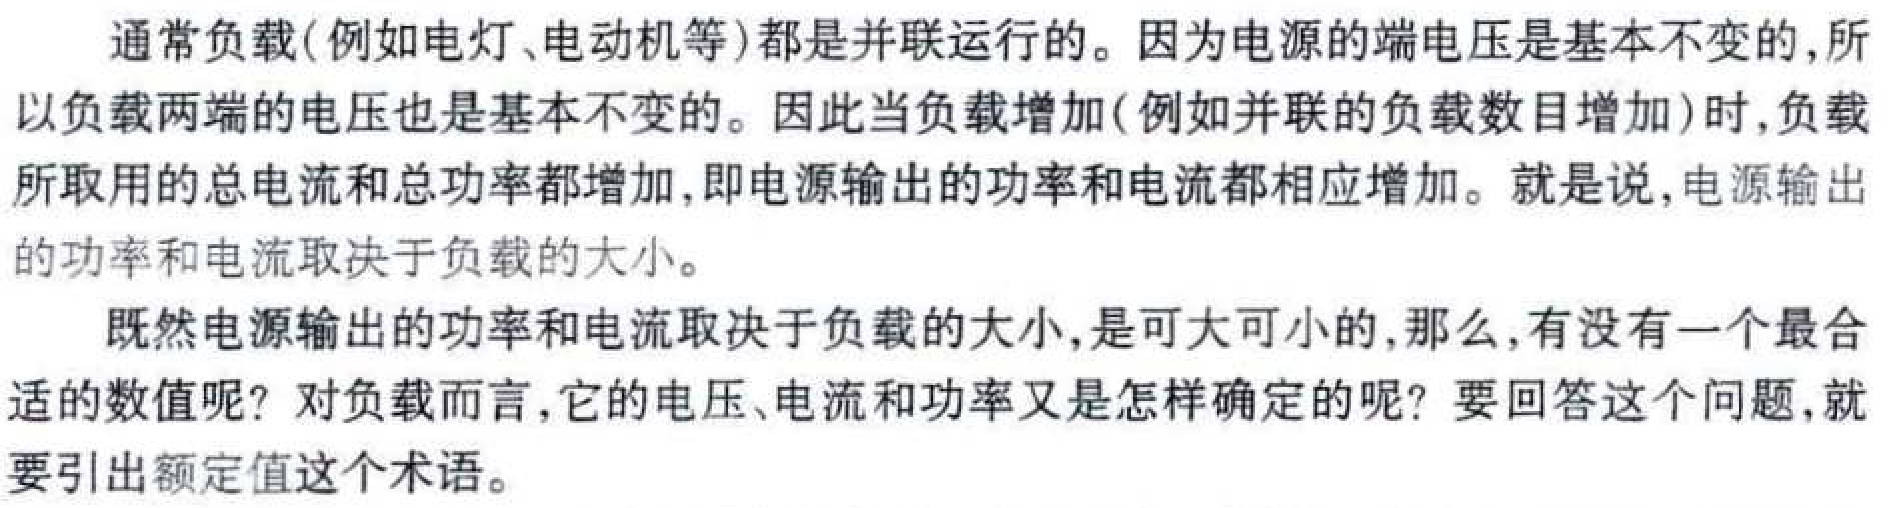 通常负载(例如电灯、电动机等)都是并联运行的。因为电源的端电压是基本不变的,所
以负载两端的电压也是基本不变的。因此当负载增加(例如并联的负载数目增加)时,负载
所取用的总电流和总功率都增加,即电源输出的功率和电流都相应增加。就是说,电源输出
的功率和电流取决于负载的大小。
既然电源输出的功率和电流取决于负载的大小,是可大可小的,那么,有没有一个最合
适的数值呢?对负载而言,它的电压、电流和功率又是怎样确定的呢?要回答这个问题,就
要引出额定值这个术语。